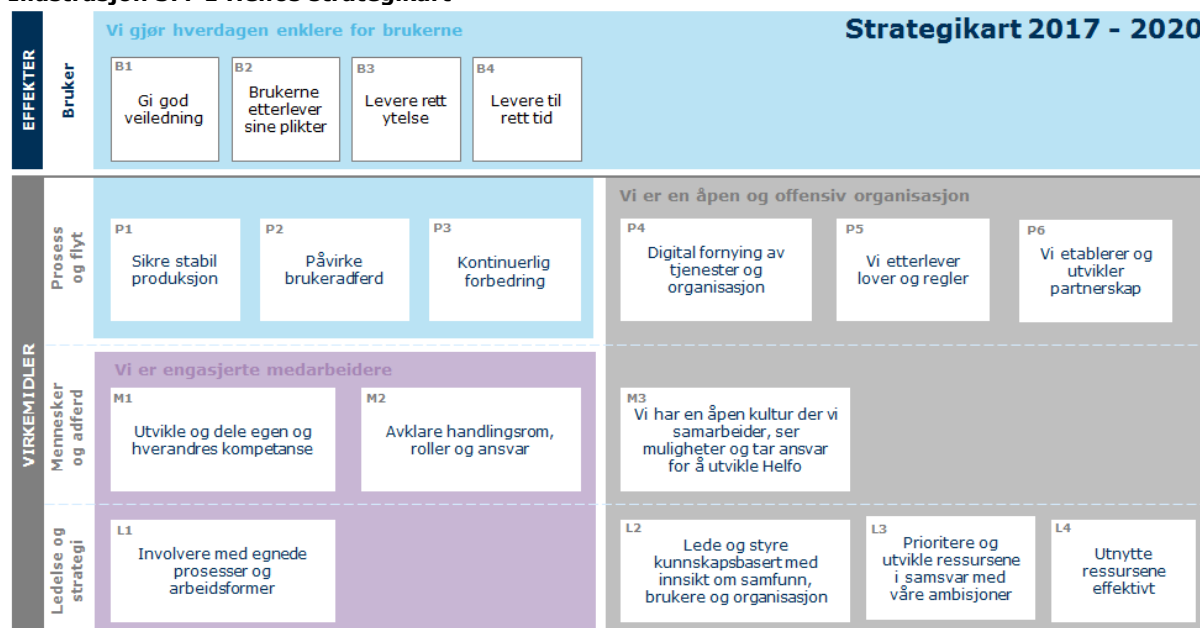 Vi gjør hverdagen enklere for brukerne
Strategikart 2017 - 2020
EFFEKTER
Bruker
B1
Gi god
veiledning
B2
Brukerne
etterlever
sine plikter
B3
Levere rett
ytelse
B4
Levere til
rett tid
VIRKEMIDLER
Prosess
og flyt
P1
Sikre stabil
produksjon
P2
Påvirke
brukeradferd
P3
Kontinuerlig
forbedring
Vi er en åpen og offensiv organisasjon
P4
Digital fornying av
tjenester og
organisasjon
P5
Vi etterlever
lover og regler
P6
Vi etablerer og
utvikler
partnerskap
Mennesker
og adferd
Vi er engasjerte medarbeidere
M1
Utvikle og dele egen og
hverandres kompetanse
M2
Avklare handlingsrom,
roller og ansvar
M3
Vi har en åpen kultur der vi
samarbeider, ser
muligheter og tar ansvar
for å utvikle Helfo
Ledelse og
strategi
L1
Involvere med egnede
prosesser og
arbeidsformer
L2
Lede og styre
kunnskapsbasert med
innsikt om samfunn,
brukere og organisasjon
L3
Prioritere og
utvikle ressursene
i samsvar med
våre ambisjoner
L4
Utnytte
ressursene
effektivt